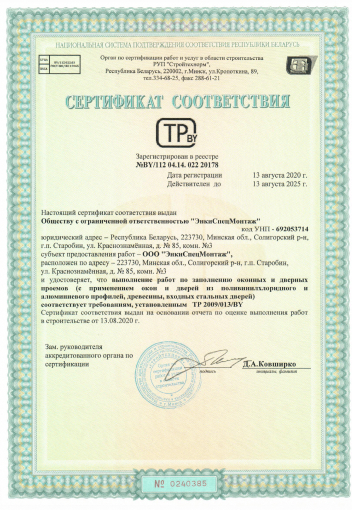 НАЦИОНАЛЬНАЯ СИСТЕМА ПОДТВЕРЖДЕНИЯ СООТВЕТСТВИЯ РЕСПУБЛИКИ БЕЛАРУСЬ
Орган по сертификации работ и услуг в области строительства
РУП "Стройтехнорм",
Республика Беларусь, 220002, г.Минск, ул.Кропоткина, 89,
тел.334-68-25, факс 288-61-21
СЕРТИФИКАТ СООТВЕТСТВИЯ
ТР BY
Зарегистрирован в реестре
№BY/112 04.14. 022 20178
Дата регистрации 13 августа 2020 г.
Действителен до 13 августа 2025 г.
Настоящий сертификат соответствия выдан
Обществу с ограниченной ответственностью "ЭнкиСпецМонтаж"
код УНП - 692053714
юридический адрес – Республика Беларусь, 223730, Минская обл., Солигорский р-н,
г.п. Старобин, ул. Краснознамённая, д. № 85, комн. №3
субъект предоставления работ – ООО "ЭнкиСпецМонтаж",
расположен по адресу – 223730, Минская обл., Солигорский р-н, г.п. Старобин,
ул. Краснознамённая, д. № 85, комн. №3
и удостоверяет, что выполнение работ по заполнению оконных и дверных
проемов (с применением окон и дверей из поливинилхлоридного и
алюминиевого профилей, древесины, входных стальных дверей)
соответствует требованиям, установленным ТР 2009/013/BY
Сертификат соответствия выдан на основании отчета по оценке выполнения работ
в строительстве от 13.08.2020 г.
Зам. руководителя
аккредитованного органа по
сертификации
Д.А.Ковширко
подпись
инициалы, фамилия
№ 0240385